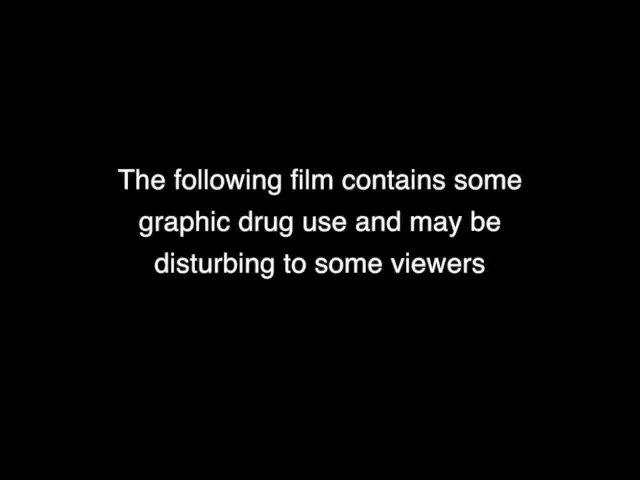 The following film contains some
graphic drug use and may be
disturbing to some viewers